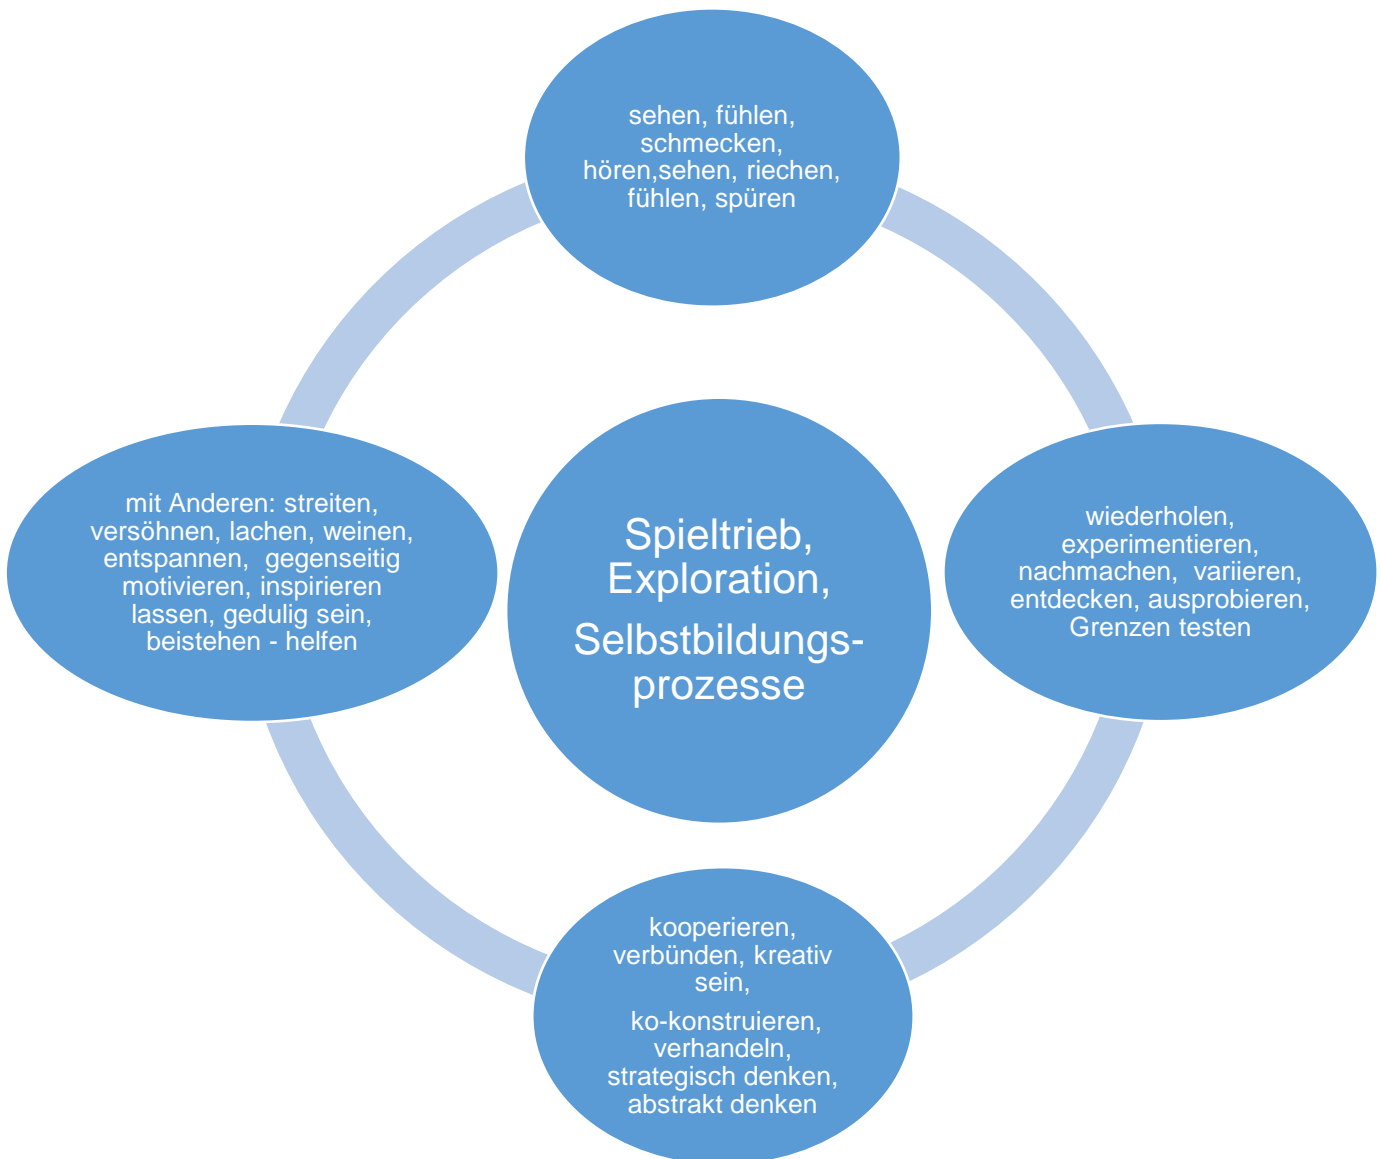 sehen, fühlen,
schmecken,
hören,sehen, riechen,
fühlen, spüren
mit Anderen: streiten,
versöhnen, lachen, weinen,
entspannen,  gegenseitig
motivieren, inspirieren
lassen, gedulig sein,
beistehen - helfen
Spieltrieb,
Exploration,
Selbstbildungs-
prozesse
wiederholen,
experimentieren,
nachmachen,  variieren,
entdecken, ausprobieren,
Grenzen testen
kooperieren,
verbünden, kreativ
sein,
ko-konstruieren,
verhandeln,
strategisch denken,
abstrakt denken